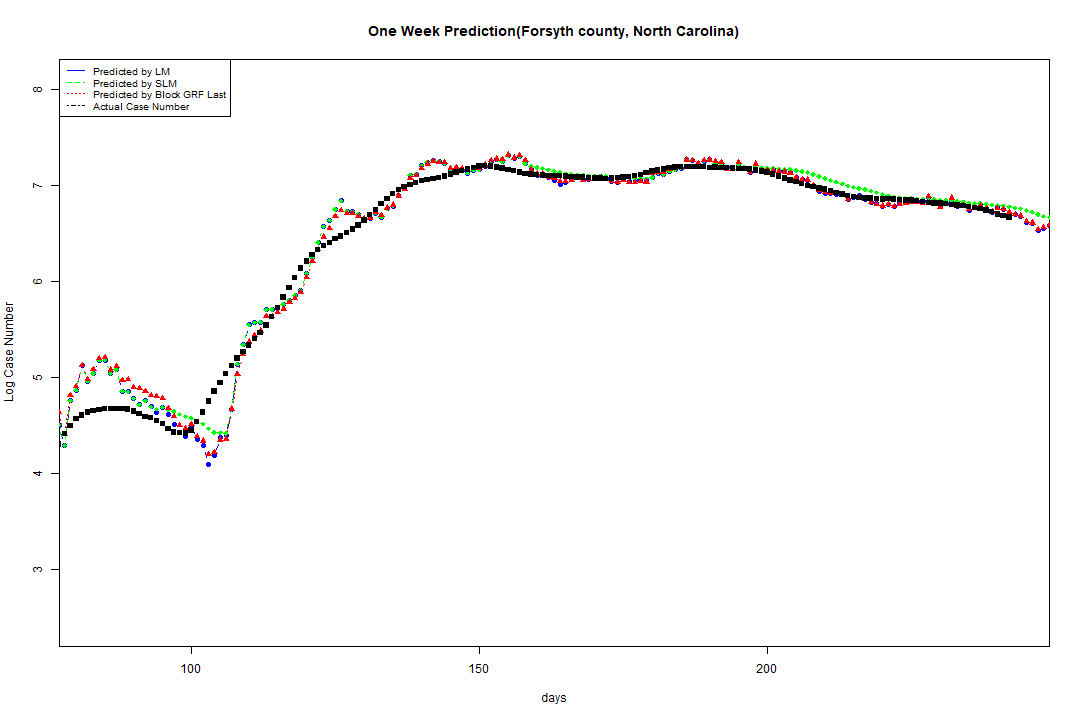 One Week Prediction(Forsyth county, North Carolina)
Predicted by LM
Predicted by SLM
Predicted by Block GRF Last
Actual Case Number
8
7
6
5
4
3
Log Case Number
100 150 200
days